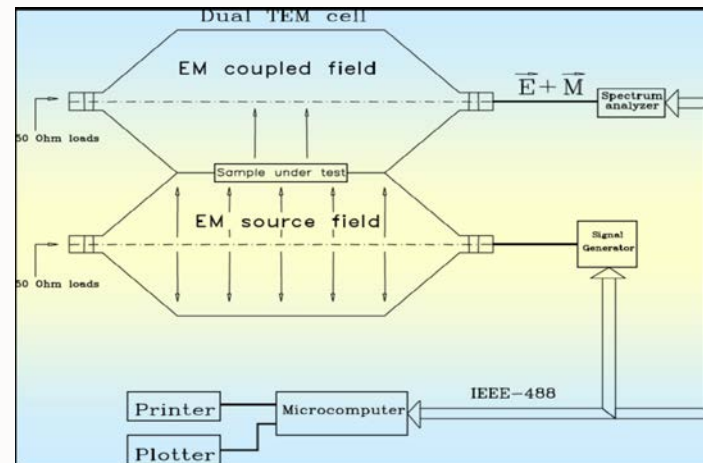 Dual TEM cell
EM coupled field
E + M
Spectrum
analyzer
50 Ohm loads
Sample under test
EM source field
Signal
Generator
50 Ohm loads
IEEE-488
Printer
Microcomputer
Plotter